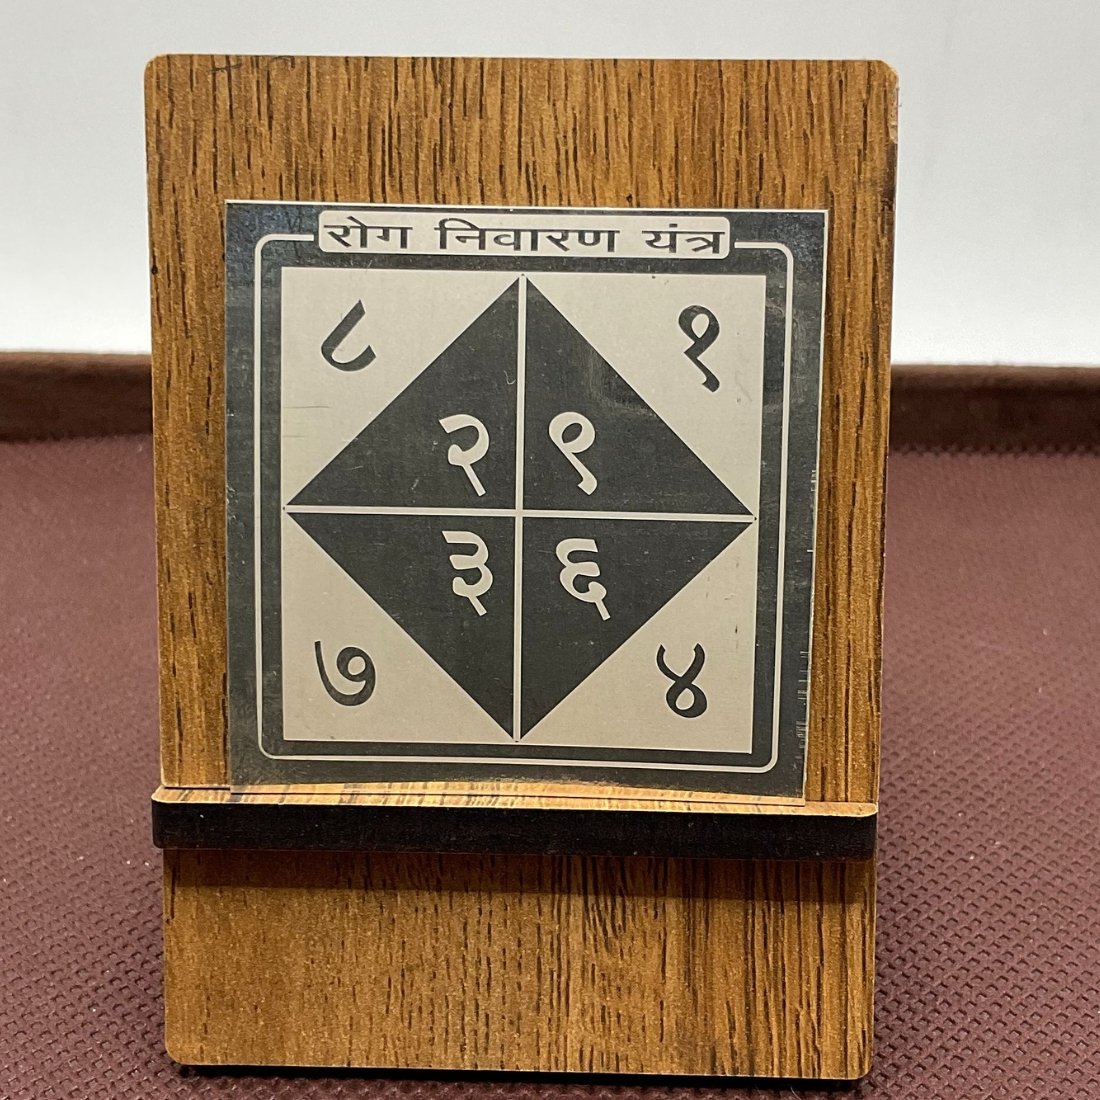 रोग निवारण यंत्र
८ १
२ ९
३ ६
७ ४